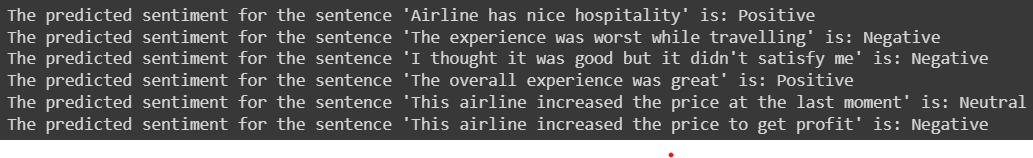 The predicted sentiment for the sentence 'Airline has nice hospitality' is: Positive
The predicted sentiment for the sentence 'The experience was worst while travelling' is: Negative
The predicted sentiment for the sentence 'I thought it was good but it didn't satisfy me' is: Negative
The predicted sentiment for the sentence 'The overall experience was great' is: Positive
The predicted sentiment for the sentence 'This airline increased the price at the last moment' is: Neutral
The predicted sentiment for the sentence 'This airline increased the price to get profit' is: Negative